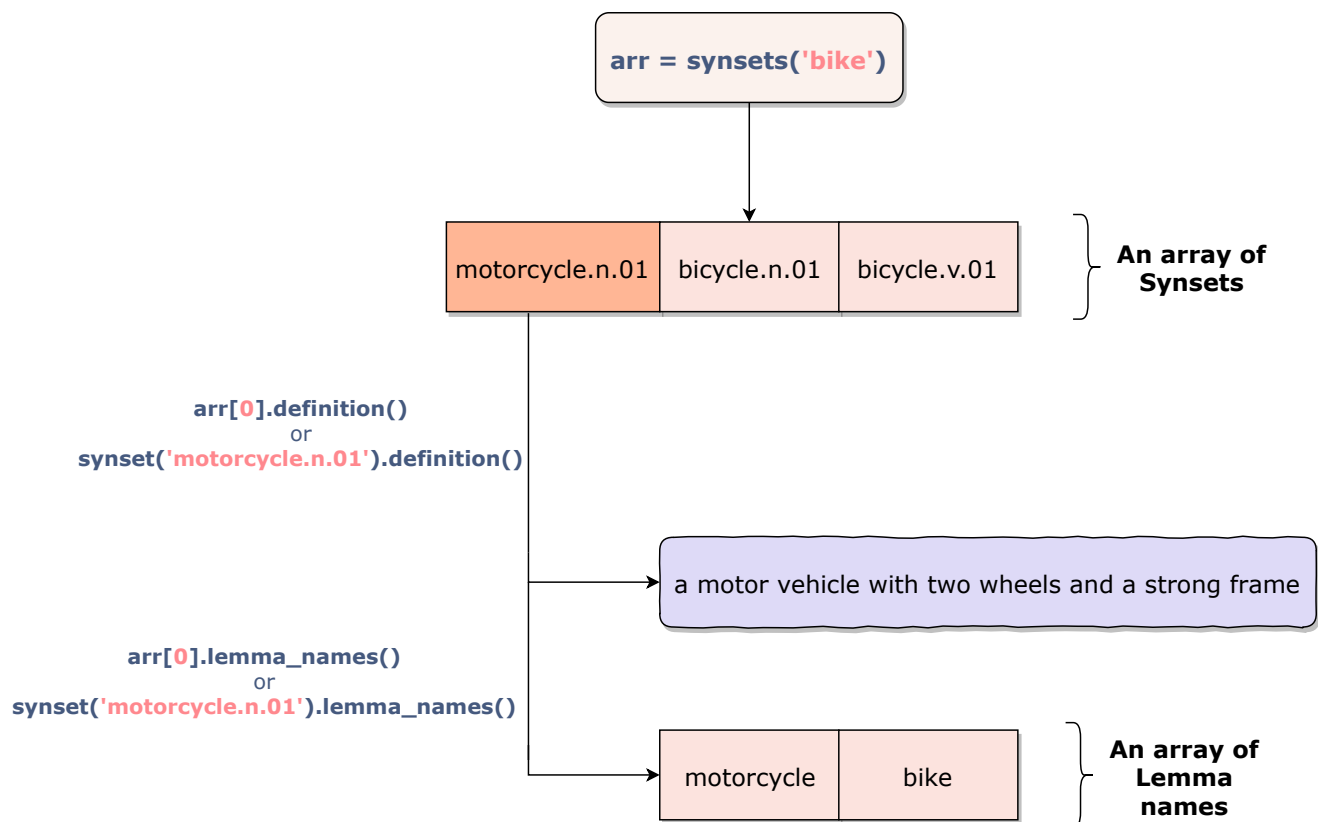 arr = synsets('bike')
motorcycle.n.01
bicycle.n.01
bicycle.v.01
An array of
Synsets
arr[0].definition()
or
synset('motorcycle.n.01').definition()
a motor vehicle with two wheels and a strong frame
arr[0].lemma_names()
or
synset('motorcycle.n.01').lemma_names()
motorcycle
bike
An array of
Lemma
names